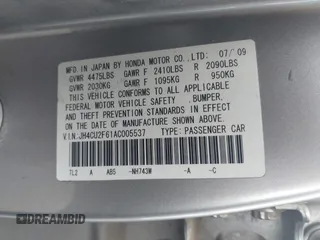 MFD. IN JAPAN BY HONDA MOTOR CO.,LTD. 07/09
GVWR 4475LBS GAWR F 2410LBS R 2090LBS
GVWR 2030KG GAWR F 1095KG R 950KG
THIS VEHICLE CONFORMS TO ALL APPLICABLE
FEDERAL MOTOR VEHICLE SAFETY ,BUMPER,
AND THEFT PREVENTION STANDARDS IN EFFECT
ON THE DATE OF MANUFACTURE SHOWN ABOVE.
V.I.N.:JH4CU2F61AC005537 TYPE: PASSENGER CAR
TL2 A AB5 -NH743M -A -C
DREAMBID